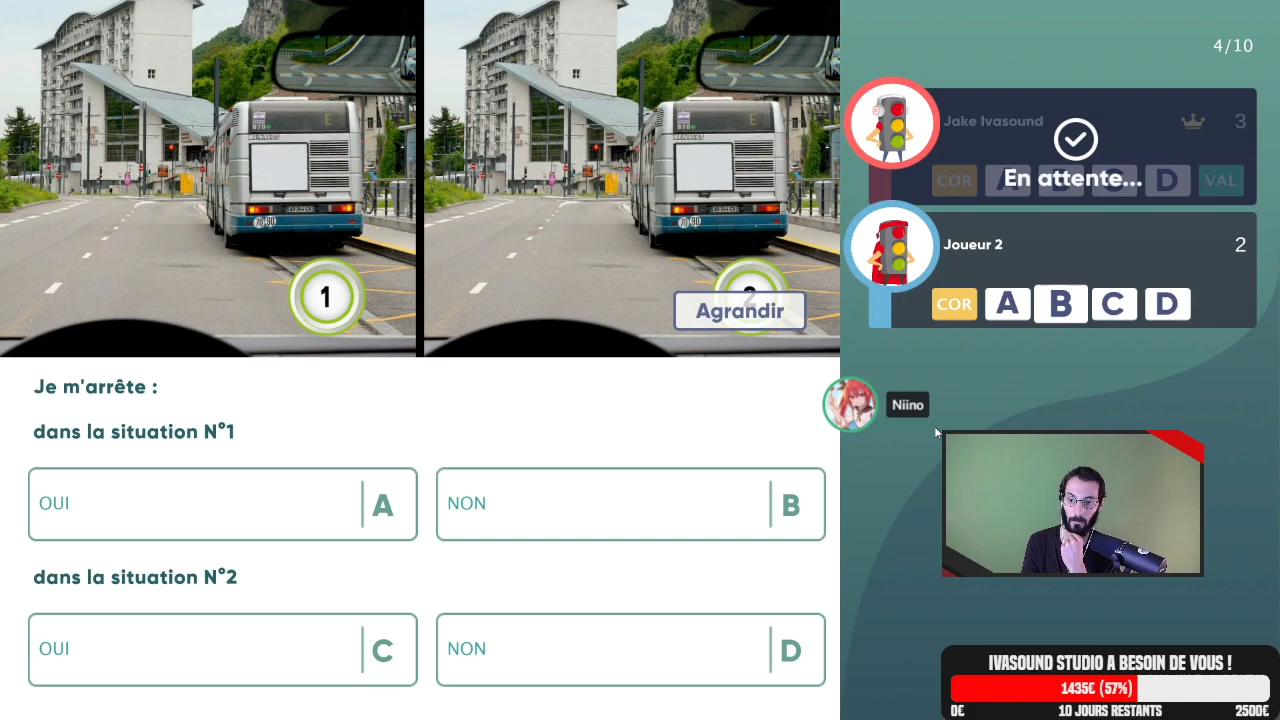 1
2
Agrandir
4/10
Jake Ivasound
3
COR
D
VAL
En attente...
Joueur 2
2
COR
A
B
C
D
Niino
Je m'arrête :
dans la situation N°1
OUI
A
NON
B
dans la situation N°2
OUI
C
NON
D
IVASOUND STUDIO A BESOIN DE VOUS !
1435€ (57%)
0€
10 JOURS RESTANTS
2500€